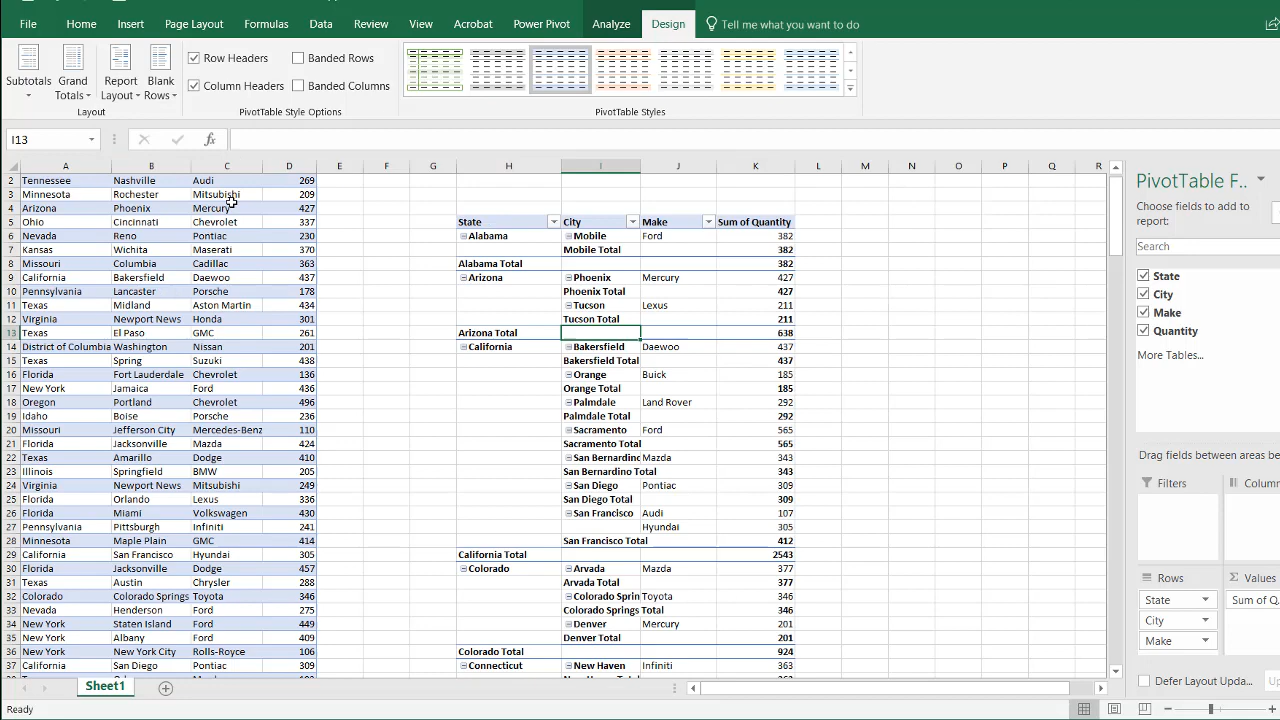 File Home Insert Page Layout Formulas Data Review View Acrobat Power Pivot Analyze Design Tell me what you want to do
Subtotals
Grand Totals
Report Layout
Blank Rows
Layout
Row Headers Banded Rows
Column Headers Banded Columns
PivotTable Style Options
PivotTable Styles
I13
fx
A B C D E F G H I J K L M N O P Q R
2 Tennessee Nashville Audi 269
3 Minnesota Rochester Mitsubishi 209
4 Arizona Phoenix Mercury 427
5 Ohio Cincinnati Chevrolet 337 State City Make Sum of Quantity
6 Nevada Reno Pontiac 230 Alabama Mobile Ford 382
7 Kansas Wichita Maserati 370 Mobile Total 382
8 Missouri Columbia Cadillac 363 Alabama Total 382
9 California Bakersfield Daewoo 437 Arizona Phoenix Mercury 427
10 Pennsylvania Lancaster Porsche 178 Phoenix Total 427
11 Texas Midland Aston Martin 434 Tucson Lexus 211
12 Virginia Newport News Honda 301 Tucson Total 211
13 Texas El Paso GMC 261 Arizona Total 638
14 District of Columbia Washington Nissan 201 California Bakersfield Daewoo 437
15 Texas Spring Suzuki 438 Bakersfield Total 437
16 Florida Fort Lauderdale Chevrolet 136 Orange Buick 185
17 New York Jamaica Ford 436 Orange Total 185
18 Oregon Portland Chevrolet 496 Palmdale Land Rover 292
19 Idaho Boise Porsche 236 Palmdale Total 292
20 Missouri Jefferson City Mercedes-Benz 110 Sacramento Ford 565
21 Florida Jacksonville Mazda 424 Sacramento Total 565
22 Texas Amarillo Dodge 410 San Bernardino Mazda 343
23 Illinois Springfield BMW 205 San Bernardino Total 343
24 Virginia Newport News Mitsubishi 249 San Diego Pontiac 309
25 Florida Orlando Lexus 336 San Diego Total 309
26 Florida Miami Volkswagen 430 San Francisco Audi 107
27 Pennsylvania Pittsburgh Infiniti 241 Hyundai 305
28 Minnesota Maple Plain GMC 414 San Francisco Total 412
29 California San Francisco Hyundai 305 California Total 2543
30 Florida Jacksonville Dodge 457 Colorado Arvada Mazda 377
31 Texas Austin Chrysler 288 Arvada Total 377
32 Colorado Colorado Springs Toyota 346 Colorado Sprin Toyota 346
33 Nevada Henderson Ford 275 Colorado Springs Total 346
34 New York Staten Island Ford 449 Denver Mercury 201
35 New York Albany Ford 409 Denver Total 201
36 New York New York City Rolls-Royce 106 Colorado Total 924
37 California San Diego Pontiac 309 Connecticut New Haven Infiniti 363
PivotTable F..
Choose fields to add to report:
Search
State
City
Make
Quantity
More Tables...
Drag fields between areas be
Filters Column
Rows Values
State Sum of Q.
City
Make
Defer Layout Upda...
Sheet1
Ready